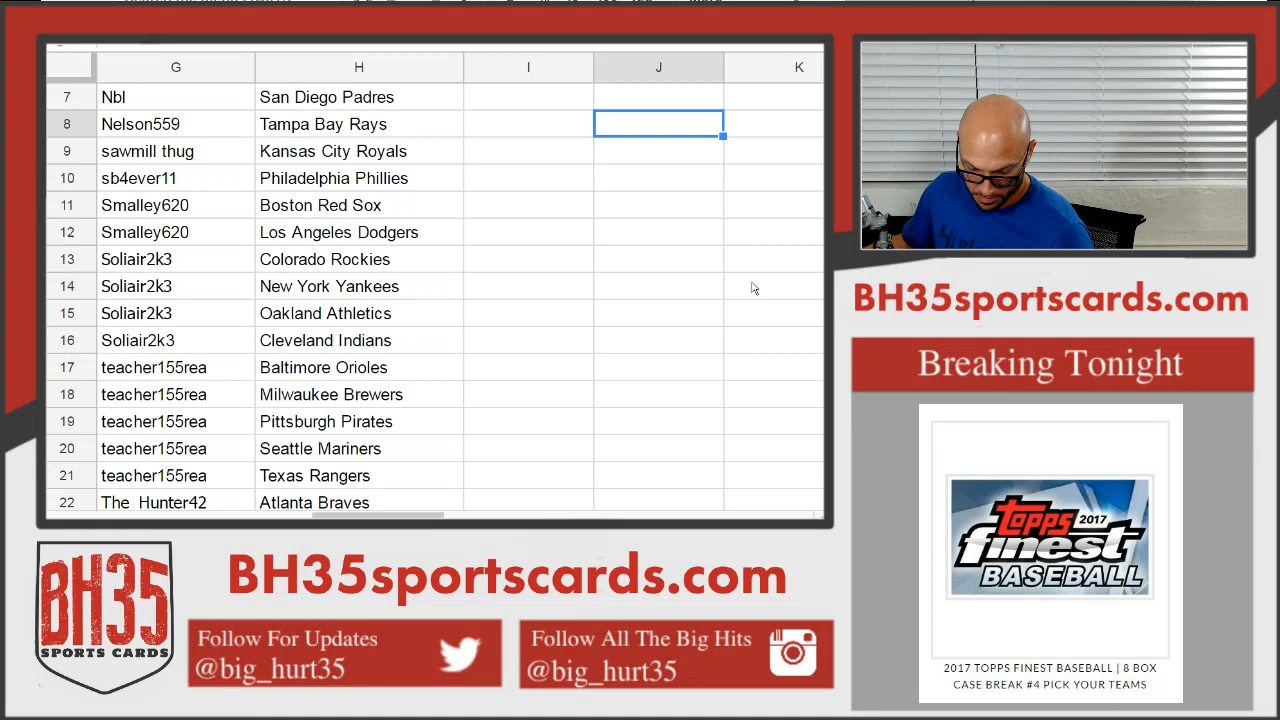 G H I J K
7 Nbl San Diego Padres
8 Nelson559 Tampa Bay Rays
9 sawmill thug Kansas City Royals
10 sb4ever11 Philadelphia Phillies
11 Smalley620 Boston Red Sox
12 Smalley620 Los Angeles Dodgers
13 Soliair2k3 Colorado Rockies
14 Soliair2k3 New York Yankees
15 Soliair2k3 Oakland Athletics
16 Soliair2k3 Cleveland Indians
17 teacher155rea Baltimore Orioles
18 teacher155rea Milwaukee Brewers
19 teacher155rea Pittsburgh Pirates
20 teacher155rea Seattle Mariners
21 teacher155rea Texas Rangers
22 The_Hunter42 Atlanta Braves
BH35sportscards.com
Breaking Tonight
TOPPS 2017
finest
BASEBALL
2017 TOPPS FINEST BASEBALL | 8 BOX
CASE BREAK #4 PICK YOUR TEAMS
BH35
SPORTS CARDS
BH35sportscards.com
Follow For Updates
@big_hurt35
Follow All The Big Hits
@big_hurt35